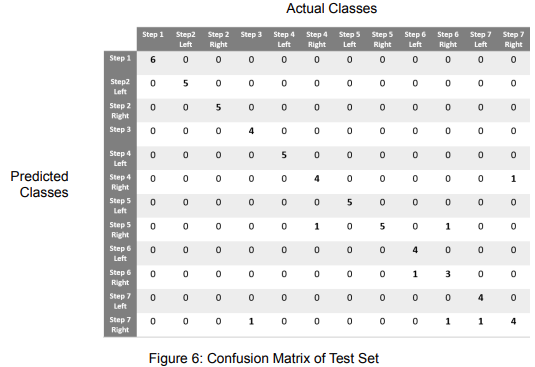 Actual Classes
Step 1 Step2 Left Step 2 Right Step 3 Step 4 Left Step 4 Right Step 5 Left Step 5 Right Step 6 Left Step 6 Right Step 7 Left Step 7 Right
Step 1 6 0 0 0 0 0 0 0 0 0 0 0
Step2 Left 0 5 0 0 0 0 0 0 0 0 0 0
Step 2 Right 0 0 5 0 0 0 0 0 0 0 0 0
Step 3 0 0 0 4 0 0 0 0 0 0 0 0
Step 4 Left 0 0 0 0 5 0 0 0 0 0 0 0
Predicted Classes
Step 4 Right 0 0 0 0 0 4 0 0 0 0 0 1
Step 5 Left 0 0 0 0 0 0 5 0 0 0 0 0
Step 5 Right 0 0 0 0 0 1 0 5 0 1 0 0
Step 6 Left 0 0 0 0 0 0 0 0 4 0 0 0
Step 6 Right 0 0 0 0 0 0 0 0 1 3 0 0
Step 7 Left 0 0 0 0 0 0 0 0 0 0 4 0
Step 7 Right 0 0 0 1 0 0 0 0 0 1 1 4
Figure 6: Confusion Matrix of Test Set